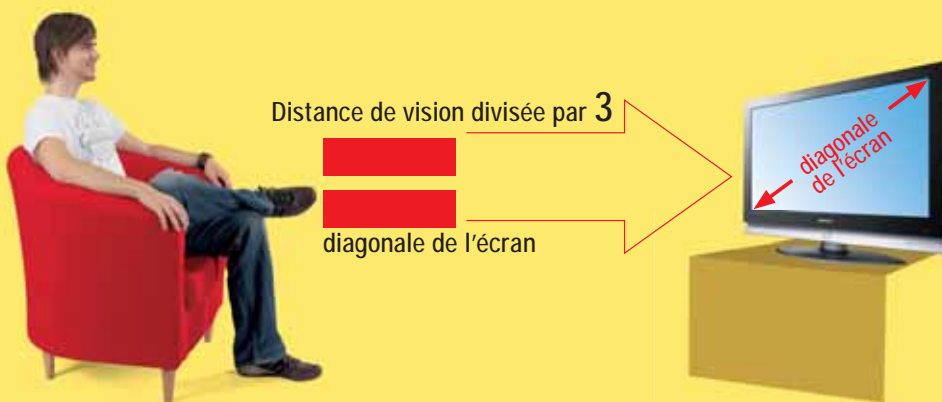 Distance de vision divisée par 3
diagonale de l'écran
diagonale
de l'écran